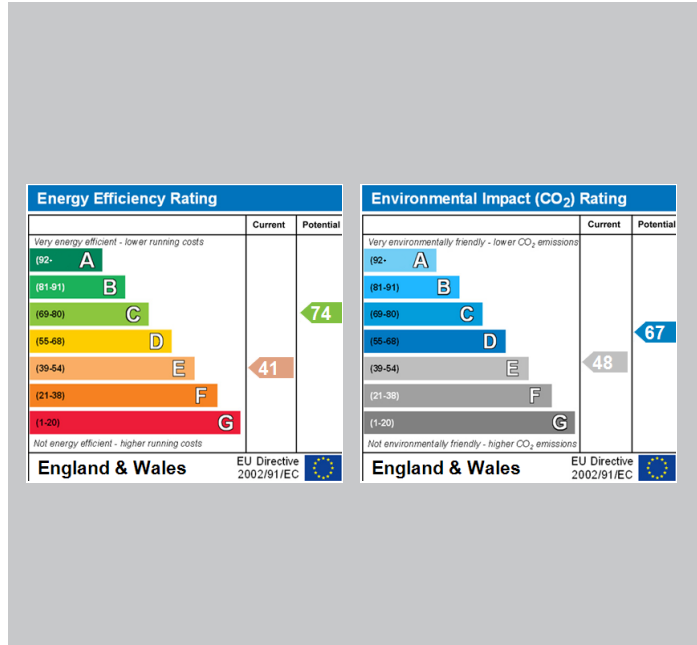 Energy Efficiency Rating
Current Potential
Very energy efficient - lower running costs
(92- A
(81-91) B
(69-80) C
74
(55-68) D
(39-54) E
41
(21-38) F
(1-20) G
Not energy efficient - higher running costs
England & Wales
EU Directive
2002/91/EC
Environmental Impact (CO2) Rating
Current Potential
Very environmentally friendly - lower CO2 emissions
(92- A
(81-91) B
(69-80) C
(55-68) D
67
(39-54) E
48
(21-38) F
(1-20) G
Not environmentally friendly - higher CO2 emissions
England & Wales
EU Directive
2002/91/EC